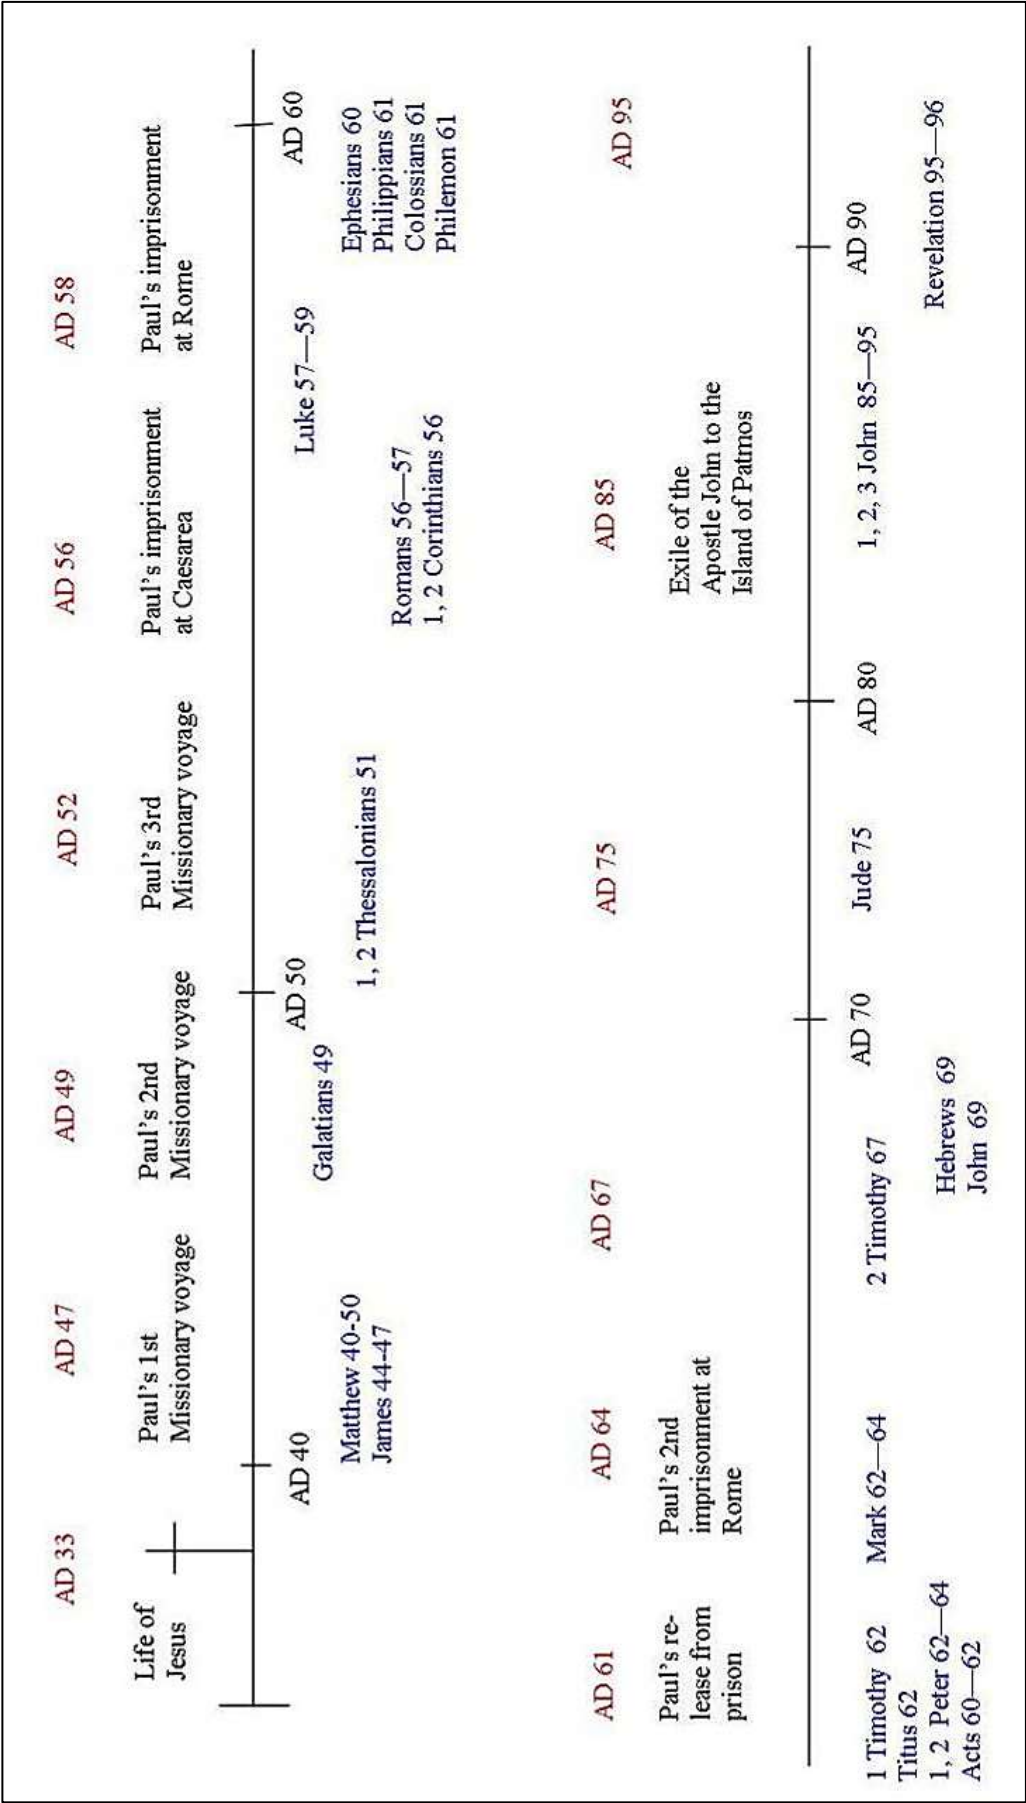 AD 33
AD 47
AD 49
AD 52
AD 56
AD 58
Life of
Jesus
Paul's 1st
Missionary voyage
Paul's 2nd
Missionary voyage
Paul's 3rd
Missionary voyage
Paul's imprisonment
at Caesarea
Paul's imprisonment
at Rome
AD 40
AD 50
AD 60
Matthew 40-50
James 44-47
Galatians 49
1, 2 Thessalonians 51
Romans 56—57
1, 2 Corinthians 56
Luke 57—59
Ephesians 60
Philippians 61
Colossians 61
Philemon 61
AD 61
AD 64
AD 67
AD 75
AD 85
AD 95
Paul's re-
lease from
prison
Paul's 2nd
imprisonment at
Rome
Exile of the
Apostle John to the
Island of Patmos
AD 70
AD 80
AD 90
1 Timothy 62
Titus 62
1, 2 Peter 62—64
Acts 60—62
Mark 62—64
2 Timothy 67
Hebrews 69
John 69
Jude 75
1, 2, 3 John 85—95
Revelation 95—96